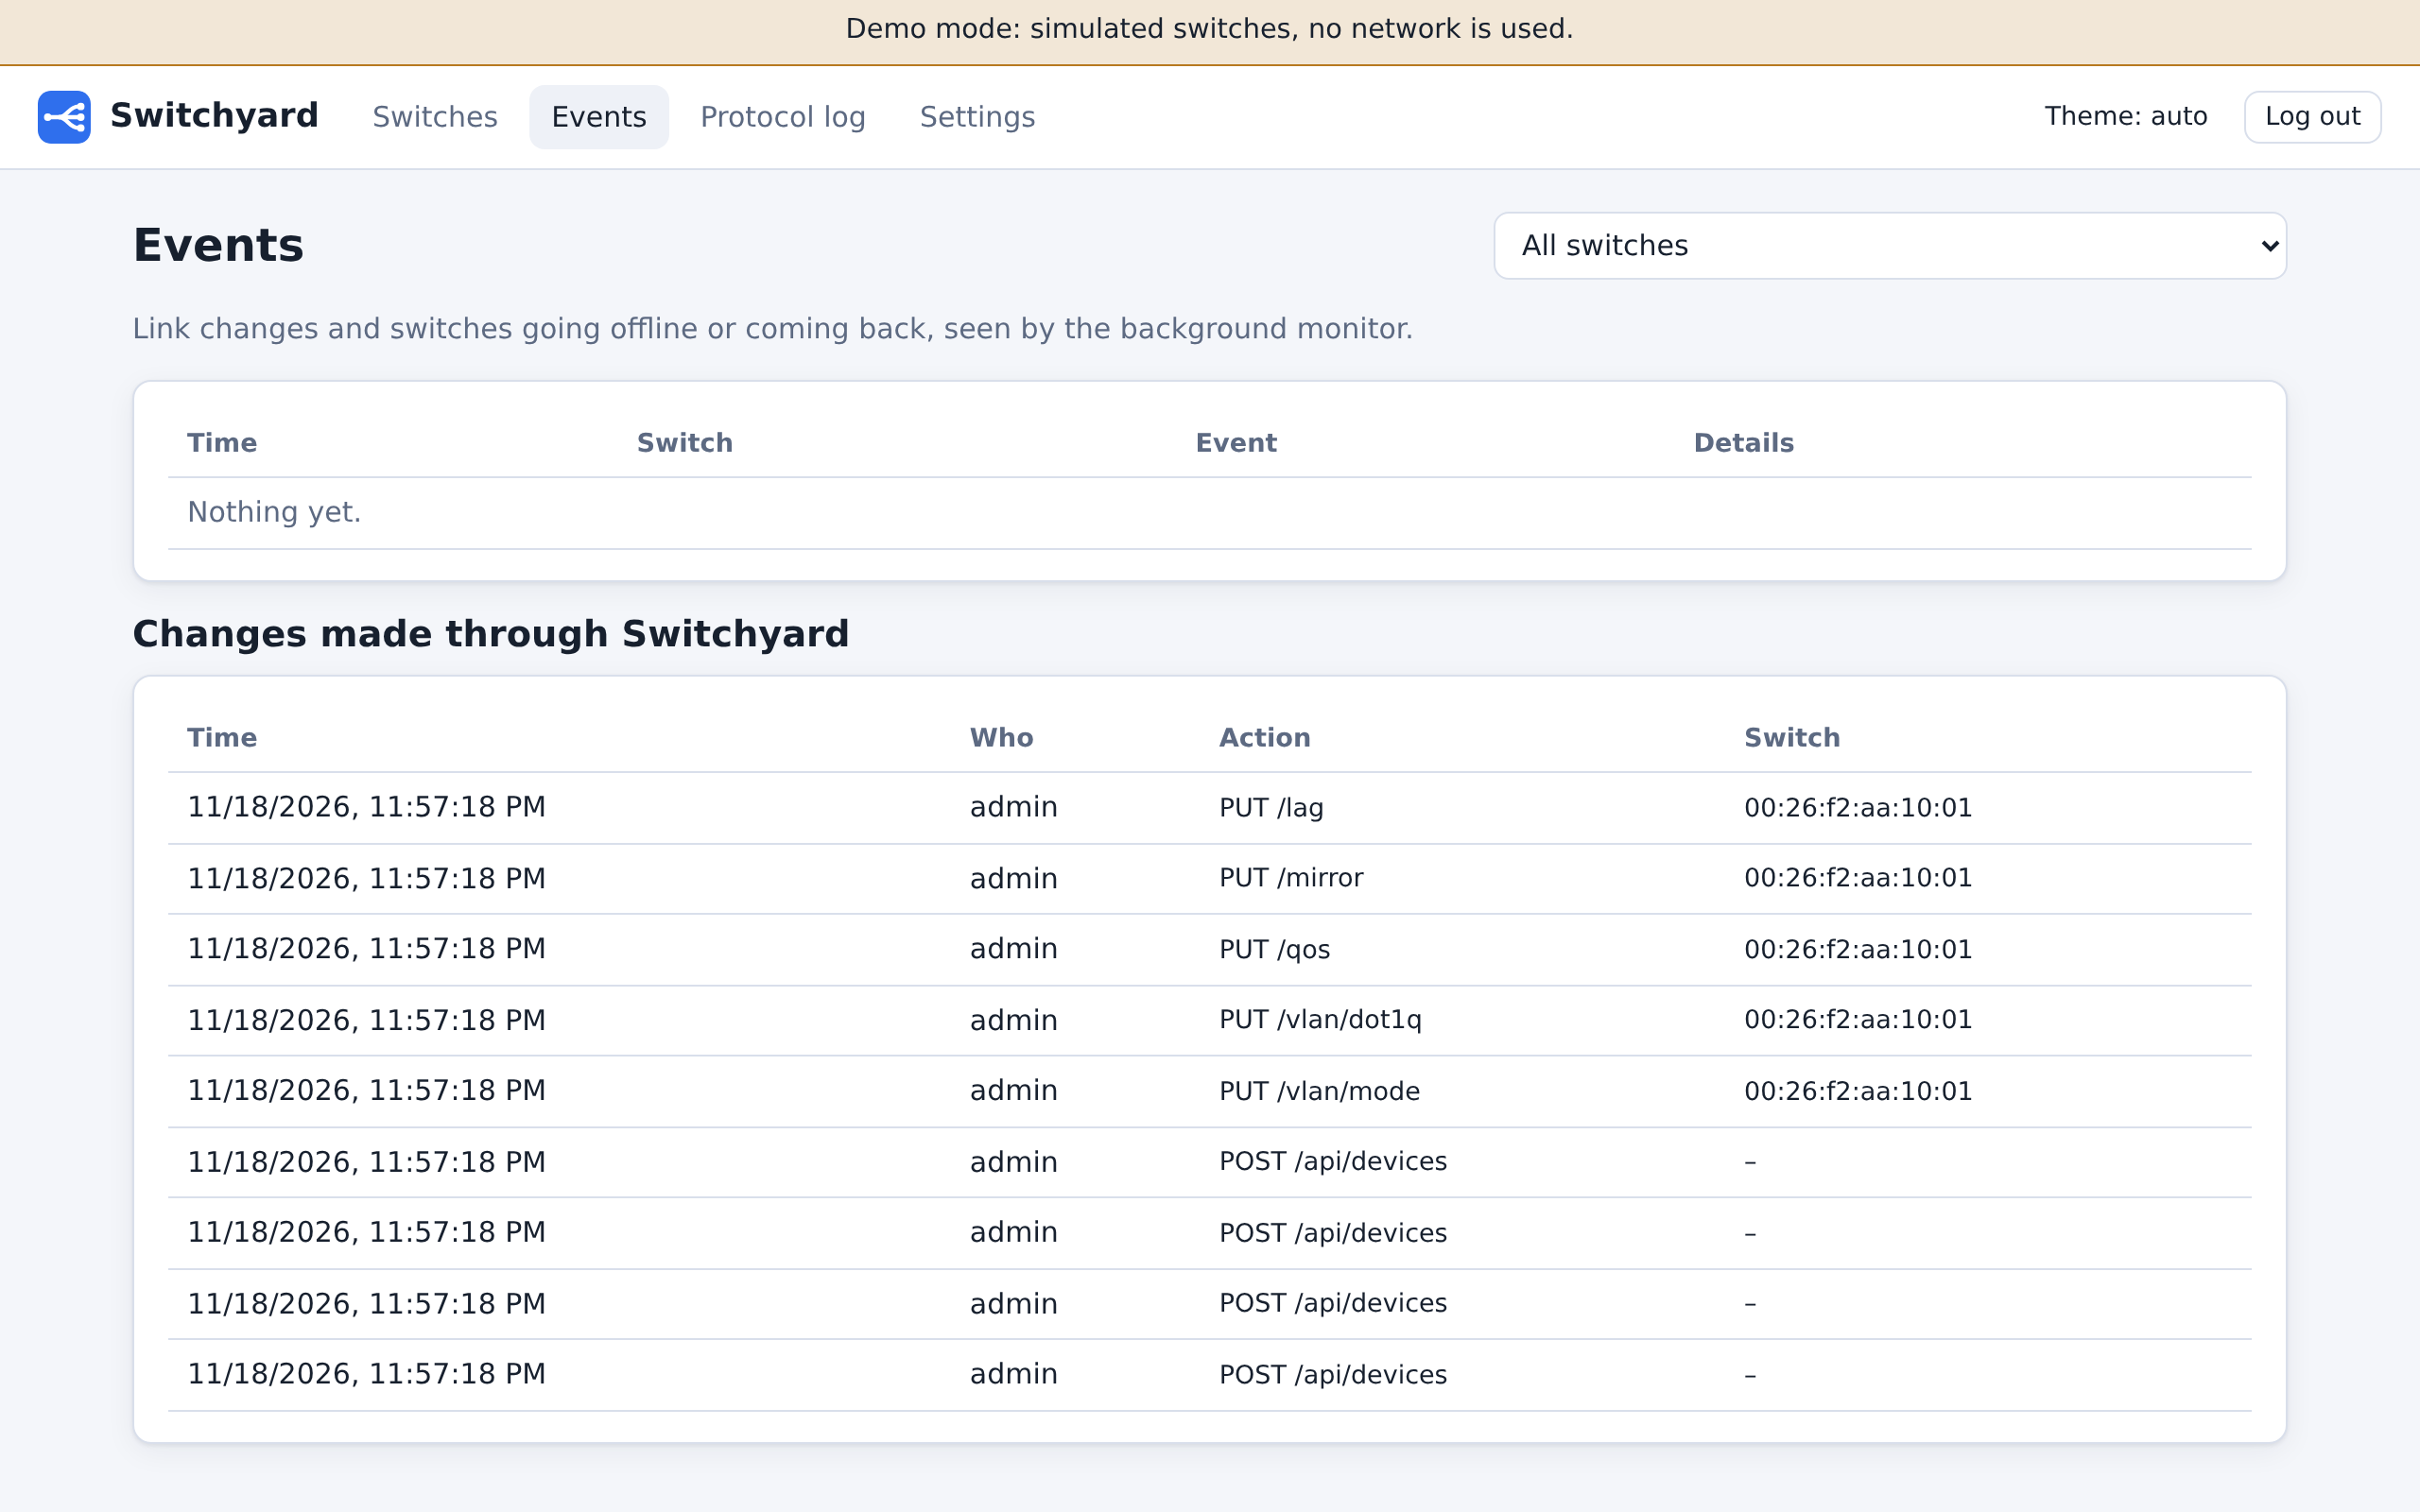 Demo mode: simulated switches, no network is used.
Switchyard Switches Events Protocol log Settings Theme: auto Log out
Events All switches
Link changes and switches going offline or coming back, seen by the background monitor.
Time Switch Event Details
Nothing yet.
Changes made through Switchyard
Time Who Action Switch
11/18/2026, 11:57:18 PM admin PUT /lag 00:26:f2:aa:10:01
11/18/2026, 11:57:18 PM admin PUT /mirror 00:26:f2:aa:10:01
11/18/2026, 11:57:18 PM admin PUT /qos 00:26:f2:aa:10:01
11/18/2026, 11:57:18 PM admin PUT /vlan/dot1q 00:26:f2:aa:10:01
11/18/2026, 11:57:18 PM admin PUT /vlan/mode 00:26:f2:aa:10:01
11/18/2026, 11:57:18 PM admin POST /api/devices –
11/18/2026, 11:57:18 PM admin POST /api/devices –
11/18/2026, 11:57:18 PM admin POST /api/devices –
11/18/2026, 11:57:18 PM admin POST /api/devices –